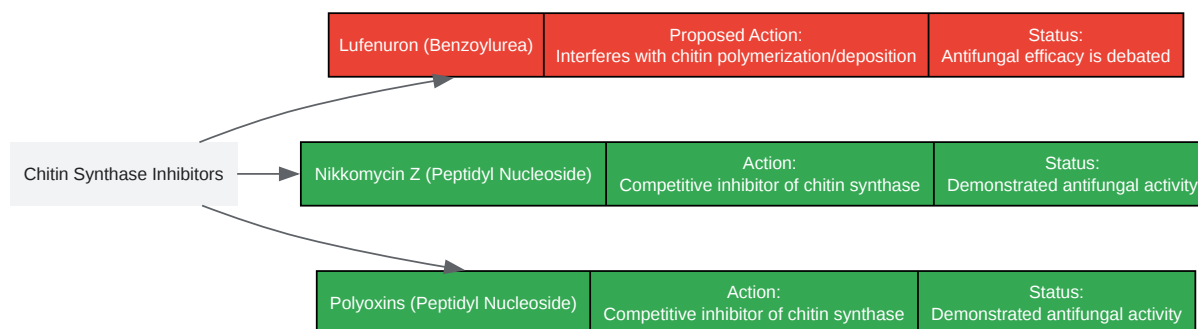 Lufenuron (Benzoylurea)
Proposed Action:
Interferes with chitin polymerization/deposition
Status:
Antifungal efficacy is debated
Chitin Synthase Inhibitors
Nikkomycin Z (Peptidyl Nucleoside)
Action:
Competitive inhibitor of chitin synthase
Status:
Demonstrated antifungal activity
Polyoxins (Peptidyl Nucleoside)
Action:
Competitive inhibitor of chitin synthase
Status:
Demonstrated antifungal activity